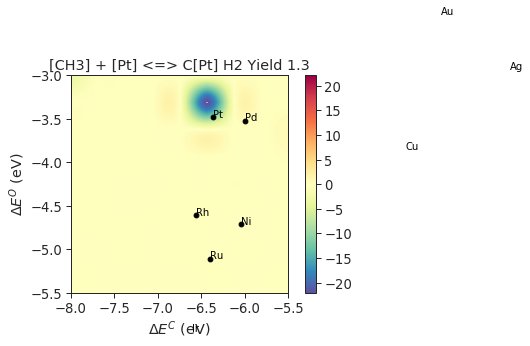 Au
Ag
[CH3] + [Pt] <=> C[Pt] H2 Yield 1.3
−3.0
−3.5
−4.0
−4.5
−5.0
−5.5
ΔE^O (eV)
Pt
Pd
Rh
Ni
Ru
Cu
20
15
10
5
0
−5
−10
−15
−20
−8.0 −7.5 −7.0 −6.5 −6.0 −5.5
ΔE^C (eV)
Ir